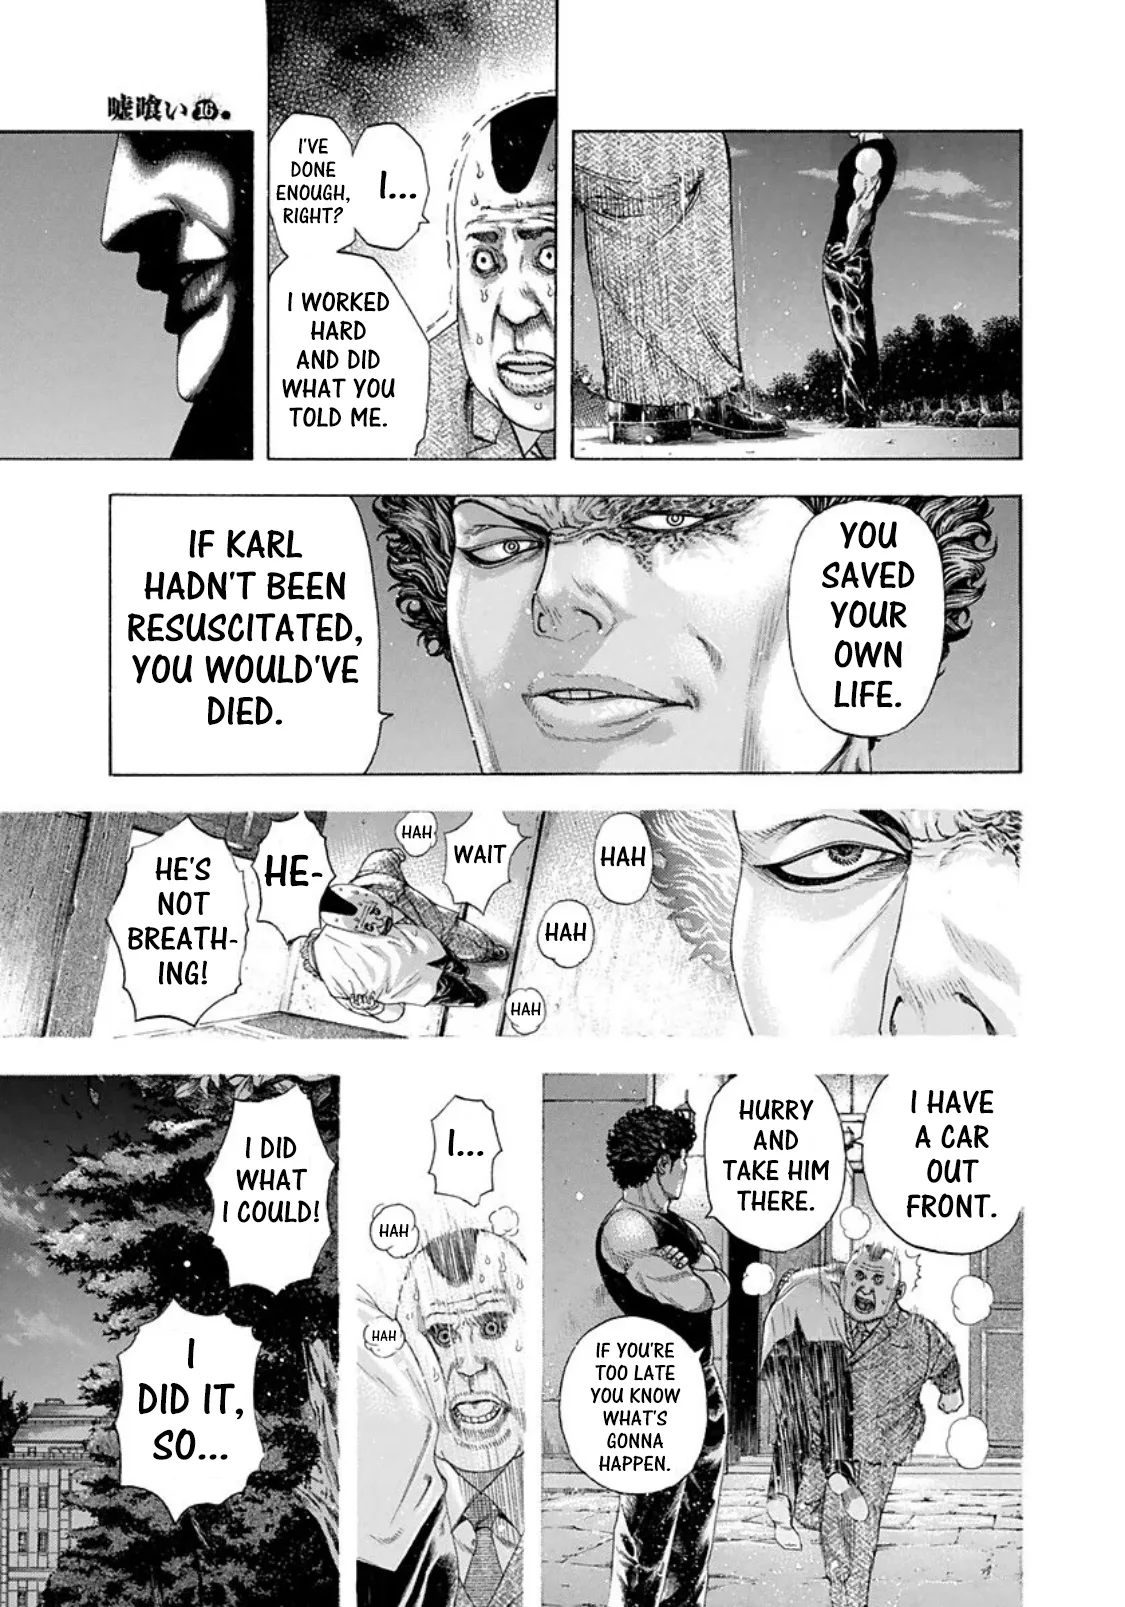 嘘喰い 16
I...
I'VE
DONE
ENOUGH,
RIGHT?
I WORKED
HARD
AND DID
WHAT YOU
TOLD ME.
YOU
SAVED
YOUR
OWN
LIFE.
IF KARL
HADN'T BEEN
RESUSCITATED,
YOU WOULD'VE
DIED.
HAH
HAH
HAH
WAIT
HAH
HE-
HE'S
NOT
BREATH-
ING!
I HAVE
A CAR
OUT
FRONT.
HURRY
AND
TAKE HIM
THERE.
IF YOU'RE
TOO LATE
YOU KNOW
WHAT'S
GONNA
HAPPEN.
I...
HAH
HAH
I DID
WHAT
I COULD!
I
DID IT,
SO...